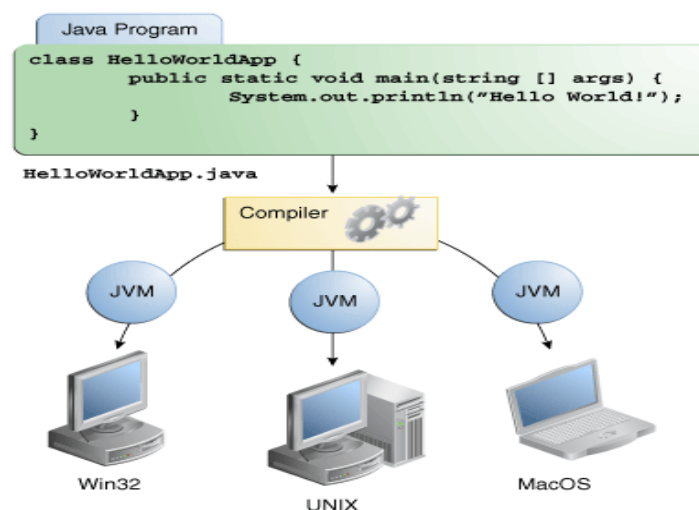 Java Program
class HelloWorldApp {
public static void main(string [] args) {
System.out.println(”Hello World!”);
}
}
HelloWorldApp.java
Compiler
JVM
JVM
JVM
Win32
UNIX
MacOS